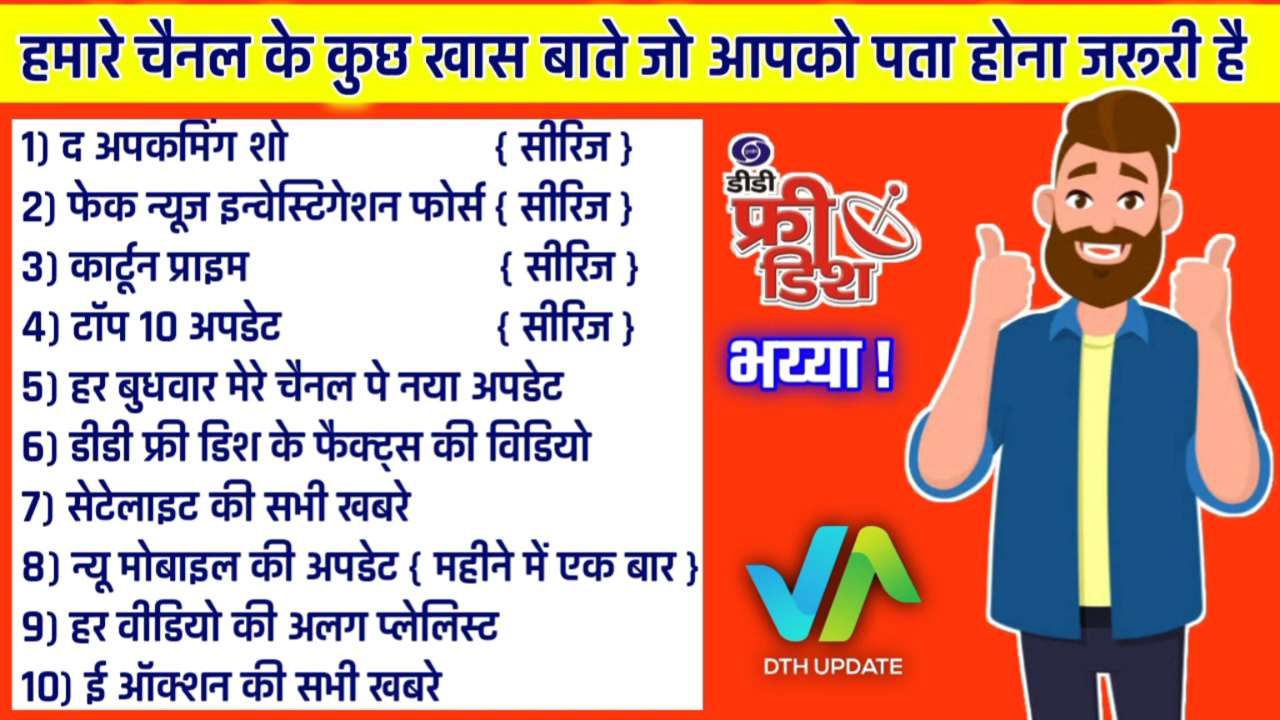 हमारे चैनल के कुछ खास बाते जो आपको पता होना जरूरी है
1) द अपकमिंग शो { सीरिज }
2) फेक न्यूज इन्वेस्टिगेशन फोर्स { सीरिज }
3) कार्टून प्राइम { सीरिज }
4) टॉप 10 अपडेट { सीरिज }
5) हर बुधवार मेरे चैनल पे नया अपडेट
6) डीडी फ्री डिश के फैक्ट्स की विडियो
7) सेटेलाइट की सभी खबरे
8) न्यू मोबाइल की अपडेट { महीने में एक बार }
9) हर वीडियो की अलग प्लेलिस्ट
10) ई ऑक्शन की सभी खबरे
डीडी
फ्री
डिश
भय्या !
VA
DTH UPDATE